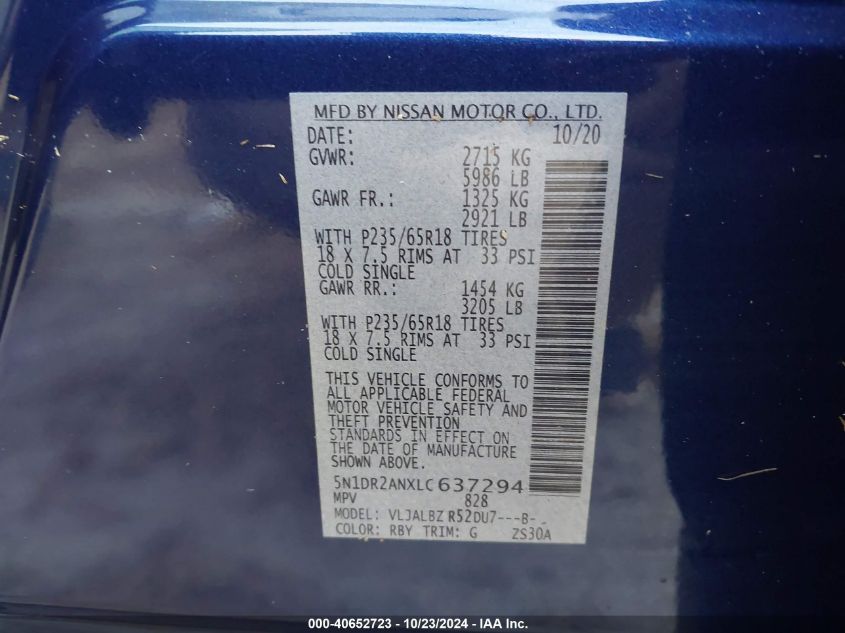 MFD BY NISSAN MOTOR CO., LTD.
DATE: 10/20
GVWR: 2715 KG
5986 LB
GAWR FR.: 1325 KG
2921 LB
WITH P235/65R18 TIRES
18 X 7.5 RIMS AT 33 PSI
COLD SINGLE
GAWR RR.: 1454 KG
3205 LB
WITH P235/65R18 TIRES
18 X 7.5 RIMS AT 33 PSI
COLD SINGLE
THIS VEHICLE CONFORMS TO
ALL APPLICABLE FEDERAL
MOTOR VEHICLE SAFETY AND
THEFT PREVENTION
STANDARDS IN EFFECT ON
THE DATE OF MANUFACTURE
SHOWN ABOVE.
5N1DR2ANXLC637294
MPV 828
MODEL: VLJALBZ R52DU7---B-
COLOR: RBY TRIM: G ZS30A
000-40652723 - 10/23/2024 - IAA Inc.